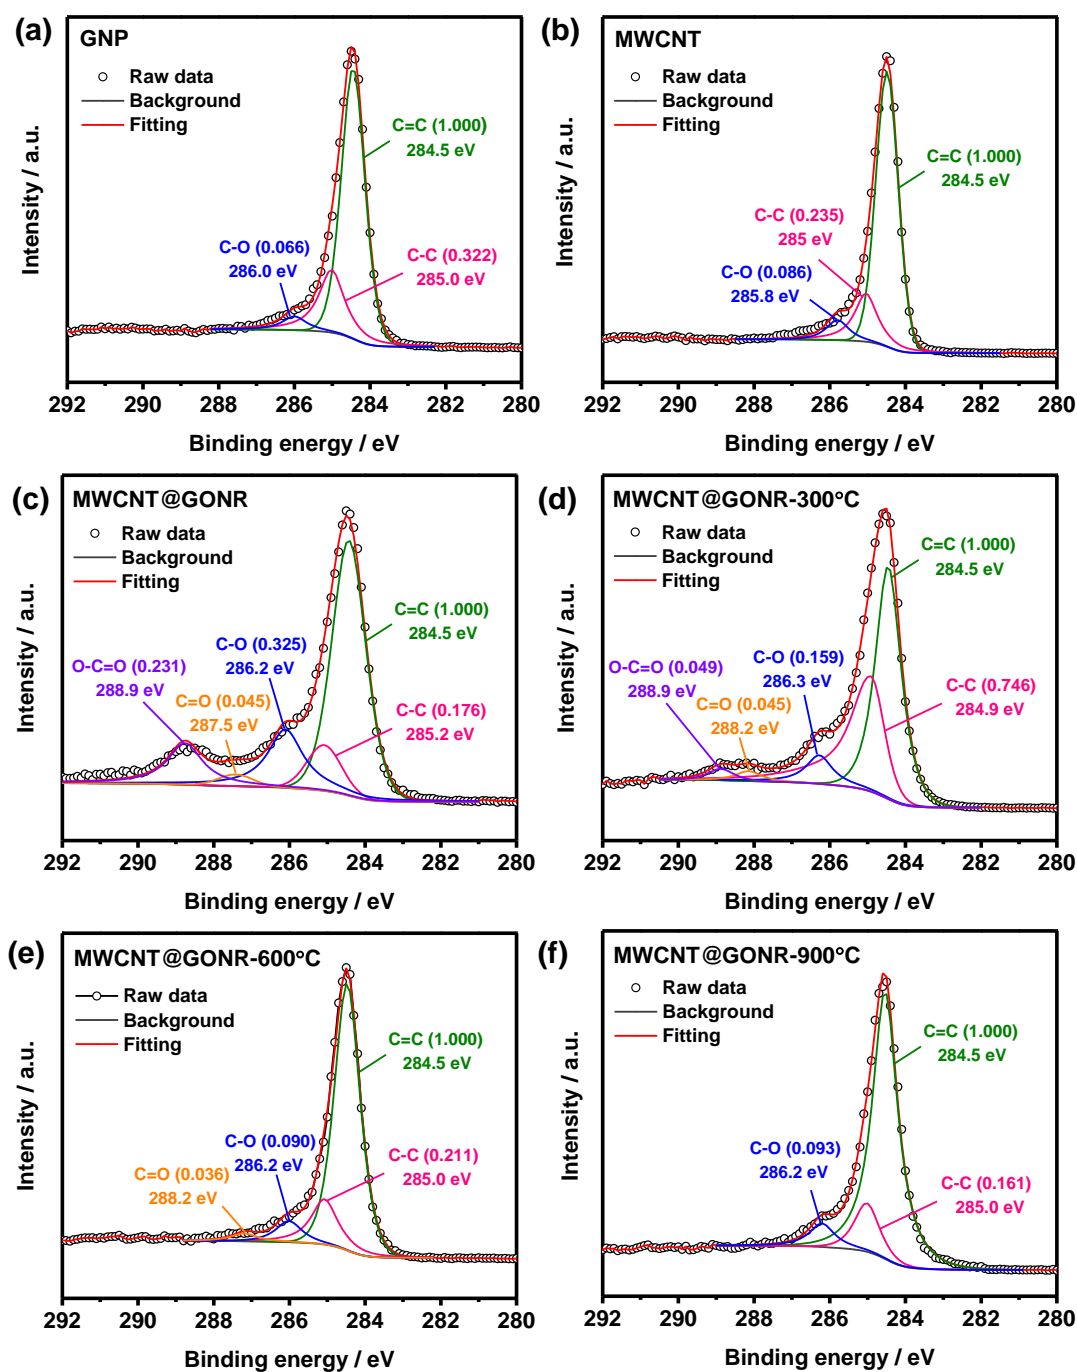 (a)
GNP
Raw data
Background
Fitting
C=C (1.000)
284.5 eV
C-O (0.066)
286.0 eV
C-C (0.322)
285.0 eV
Intensity / a.u.
292 290 288 286 284 282 280
Binding energy / eV
(b)
MWCNT
Raw data
Background
Fitting
C=C (1.000)
284.5 eV
C-C (0.235)
285 eV
C-O (0.086)
285.8 eV
Intensity / a.u.
292 290 288 286 284 282 280
Binding energy / eV
(c)
MWCNT@GONR
Raw data
Background
Fitting
C=C (1.000)
284.5 eV
C-O (0.325)
286.2 eV
O-C=O (0.231)
288.9 eV
C=O (0.045)
287.5 eV
C-C (0.176)
285.2 eV
Intensity / a.u.
292 290 288 286 284 282 280
Binding energy / eV
(d)
MWCNT@GONR-300°C
Raw data
Background
Fitting
C=C (1.000)
284.5 eV
C-O (0.159)
286.3 eV
O-C=O (0.049)
288.9 eV
C=O (0.045)
288.2 eV
C-C (0.746)
284.9 eV
Intensity / a.u.
292 290 288 286 284 282 280
Binding energy / eV
(e)
MWCNT@GONR-600°C
Raw data
Background
Fitting
C=C (1.000)
284.5 eV
C-O (0.090)
286.2 eV
C=O (0.036)
288.2 eV
C-C (0.211)
285.0 eV
Intensity / a.u.
292 290 288 286 284 282 280
Binding energy / eV
(f)
MWCNT@GONR-900°C
Raw data
Background
Fitting
C=C (1.000)
284.5 eV
C-O (0.093)
286.2 eV
C-C (0.161)
285.0 eV
Intensity / a.u.
292 290 288 286 284 282 280
Binding energy / eV